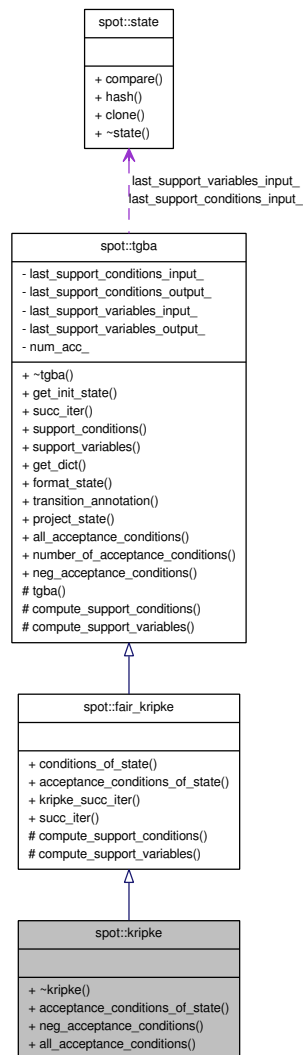 spot::state
+ compare()
+ hash()
+ clone()
+ ~state()
last_support_variables_input_
last_support_conditions_input_
spot::tgba
- last_support_conditions_input_
- last_support_conditions_output_
- last_support_variables_input_
- last_support_variables_output_
- num_acc_
+ ~tgba()
+ get_init_state()
+ succ_iter()
+ support_conditions()
+ support_variables()
+ get_dict()
+ format_state()
+ transition_annotation()
+ project_state()
+ all_acceptance_conditions()
+ number_of_acceptance_conditions()
+ neg_acceptance_conditions()
# tgba()
# compute_support_conditions()
# compute_support_variables()
spot::fair_kripke
+ conditions_of_state()
+ acceptance_conditions_of_state()
+ kripke_succ_iter()
+ succ_iter()
# compute_support_conditions()
# compute_support_variables()
spot::kripke
+ ~kripke()
+ acceptance_conditions_of_state()
+ neg_acceptance_conditions()
+ all_acceptance_conditions()